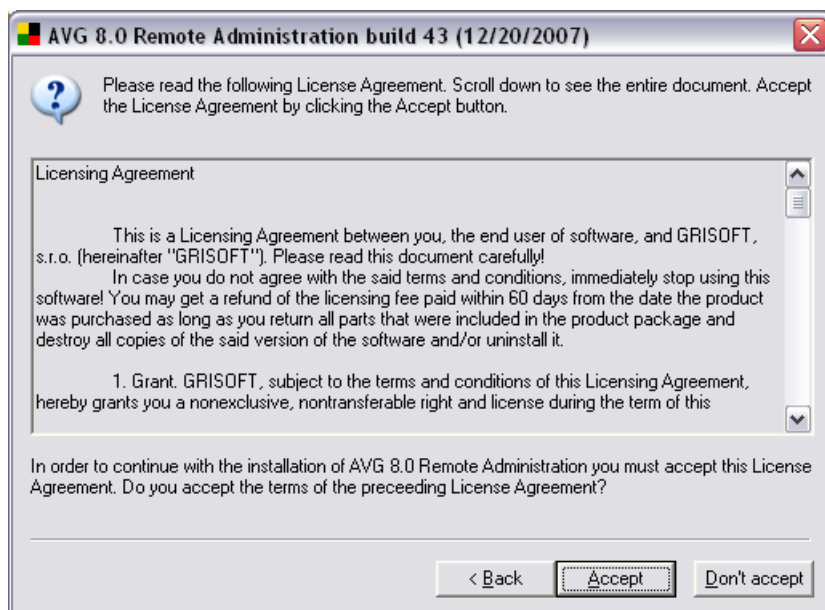 AVG 8.0 Remote Administration build 43 (12/20/2007)
Please read the following License Agreement. Scroll down to see the entire document. Accept
the License Agreement by clicking the Accept button.
Licensing Agreement
This is a Licensing Agreement between you, the end user of software, and GRISOFT,
s.r.o. (hereinafter "GRISOFT"). Please read this document carefully!
In case you do not agree with the said terms and conditions, immediately stop using this
software! You may get a refund of the licensing fee paid within 60 days from the date the product
was purchased as long as you return all parts that were included in the product package and
destroy all copies of the said version of the software and/or uninstall it.
1. Grant. GRISOFT, subject to the terms and conditions of this Licensing Agreement,
hereby grants you a nonexclusive, nontransferable right and license during the term of this
In order to continue with the installation of AVG 8.0 Remote Administration you must accept this License
Agreement. Do you accept the terms of the preceeding License Agreement?
< Back Accept Don't accept